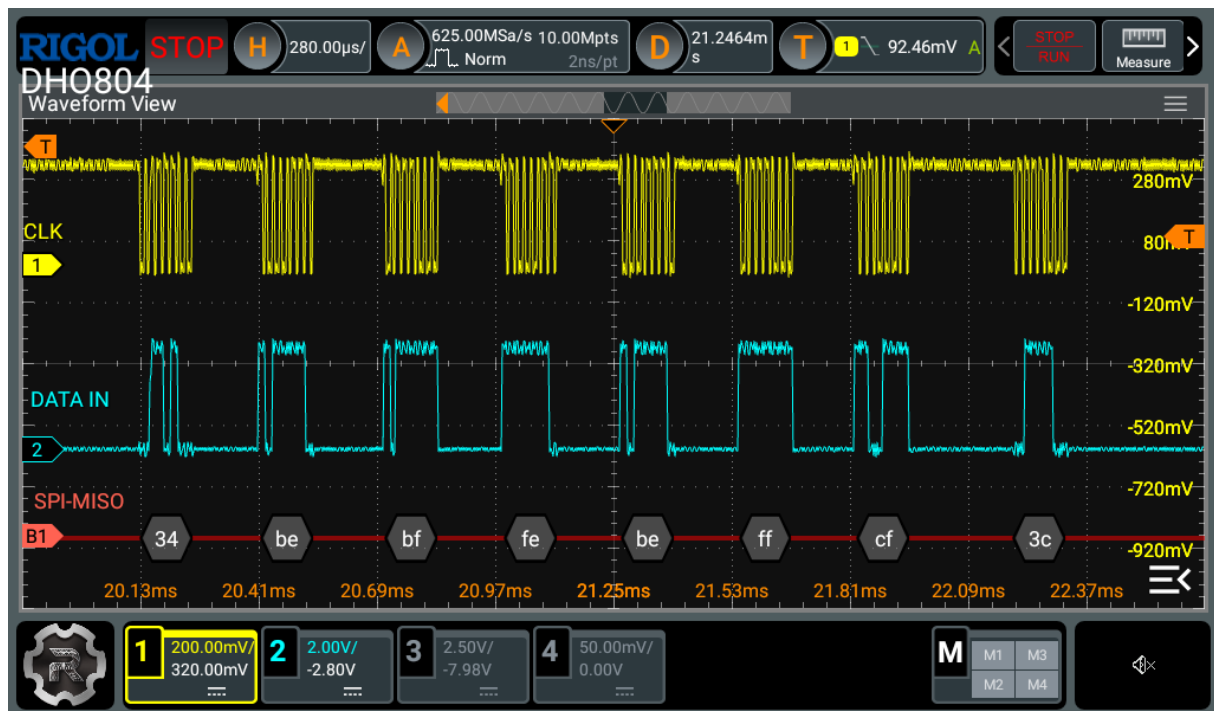 RIGOL STOP H 280.00µs/ A 625.00MSa/s 10.00Mpts D 21.2464m T 1 92.46mV A STOP
Norm 2ns/pt s RUN Measure
DHO804
Waveform View
T
280mV
CLK
80mV T
1
-120mV
-320mV
DATA IN
-520mV
2
-720mV
SPI-MISO
B1 34 be bf fe be ff cf 3c
-920mV
20.13ms 20.41ms 20.69ms 20.97ms 21.25ms 21.53ms 21.81ms 22.09ms 22.37ms
R 1 200.00mV/ 2 2.00V/ 3 2.50V/ 4 50.00mV/ M M1 M3
320.00mV -2.80V -7.98V 0.00V M2 M4